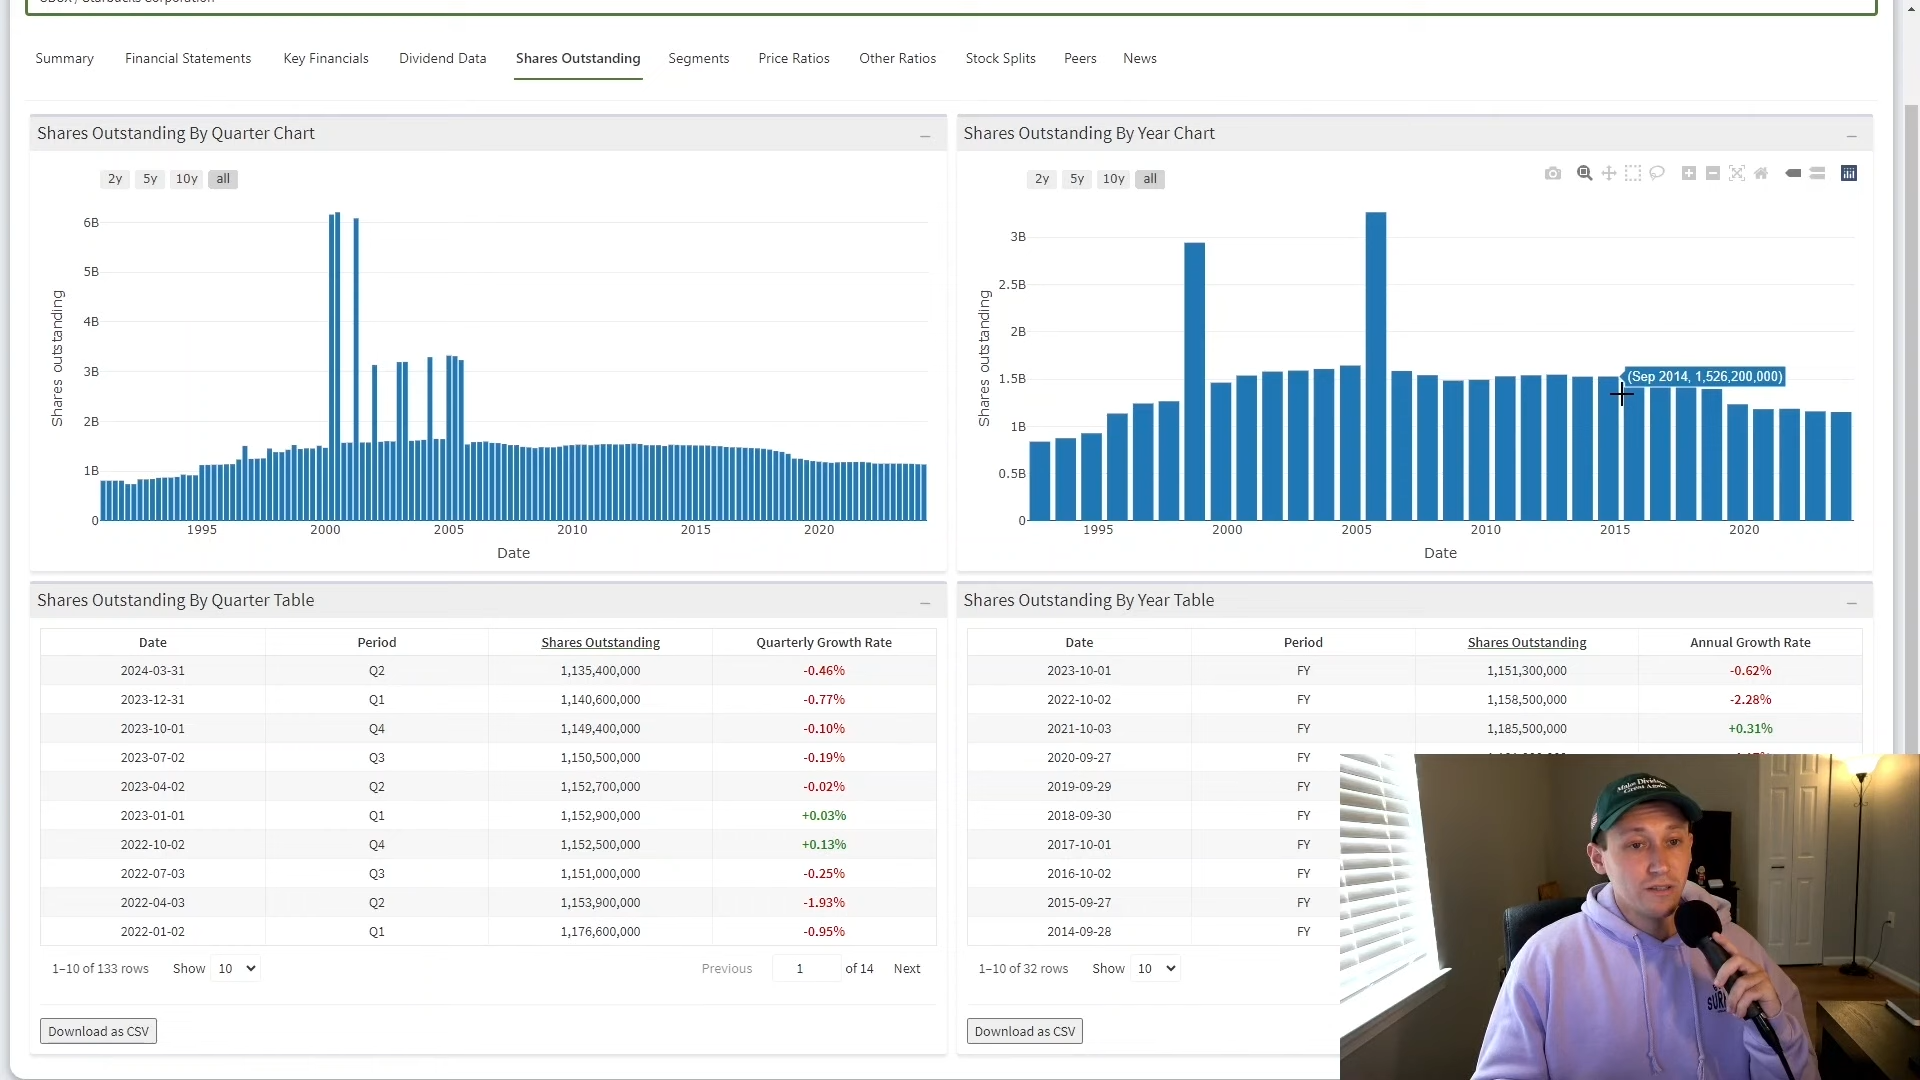 SBUX / Starbucks Corporation
Summary Financial Statements Key Financials Dividend Data Shares Outstanding Segments Price Ratios Other Ratios Stock Splits Peers News
Shares Outstanding By Quarter Chart
2y 5y 10y all
Shares outstanding
6B
5B
4B
3B
2B
1B
0
1995 2000 2005 2010 2015 2020
Date
Shares Outstanding By Year Chart
2y 5y 10y all
Shares outstanding
3B
2.5B
2B
1.5B
1B
0.5B
0
(Sep 2014, 1,526,200,000)
1995 2000 2005 2010 2015 2020
Date
Shares Outstanding By Quarter Table
Date Period Shares Outstanding Quarterly Growth Rate
2024-03-31 Q2 1,135,400,000 -0.46%
2023-12-31 Q1 1,140,600,000 -0.77%
2023-10-01 Q4 1,149,400,000 -0.10%
2023-07-02 Q3 1,150,500,000 -0.19%
2023-04-02 Q2 1,152,700,000 -0.02%
2023-01-01 Q1 1,152,900,000 +0.03%
2022-10-02 Q4 1,152,500,000 +0.13%
2022-07-03 Q3 1,151,000,000 -0.25%
2022-04-03 Q2 1,153,900,000 -1.93%
2022-01-02 Q1 1,176,600,000 -0.95%
1–10 of 133 rows Show 10 Previous 1 of 14 Next
Download as CSV
Shares Outstanding By Year Table
Date Period Shares Outstanding Annual Growth Rate
2023-10-01 FY 1,151,300,000 -0.62%
2022-10-02 FY 1,158,500,000 -2.28%
2021-10-03 FY 1,185,500,000 +0.31%
2020-09-27 FY
2019-09-29 FY
2018-09-30 FY
2017-10-01 FY
2016-10-02 FY
2015-09-27 FY
2014-09-28 FY
1–10 of 32 rows Show 10
Download as CSV
Great Again